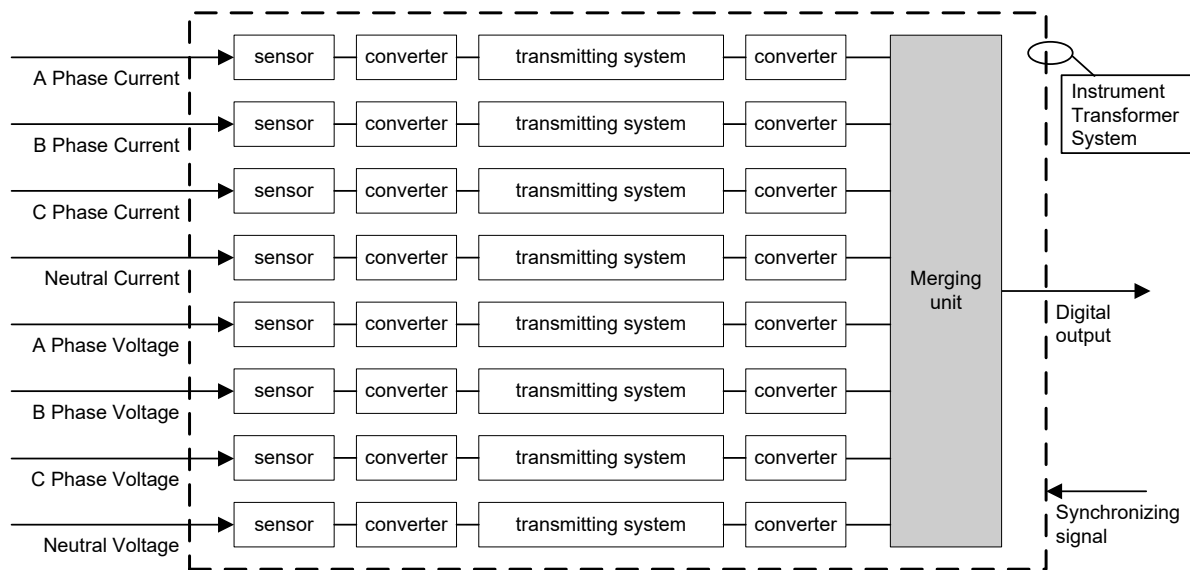 sensor converter transmitting system converter
A Phase Current
sensor converter transmitting system converter
B Phase Current
sensor converter transmitting system converter
C Phase Current
sensor converter transmitting system converter
Neutral Current
sensor converter transmitting system converter
A Phase Voltage
sensor converter transmitting system converter
B Phase Voltage
sensor converter transmitting system converter
C Phase Voltage
sensor converter transmitting system converter
Neutral Voltage
Merging
unit
Instrument
Transformer
System
Digital
output
Synchronizing
signal